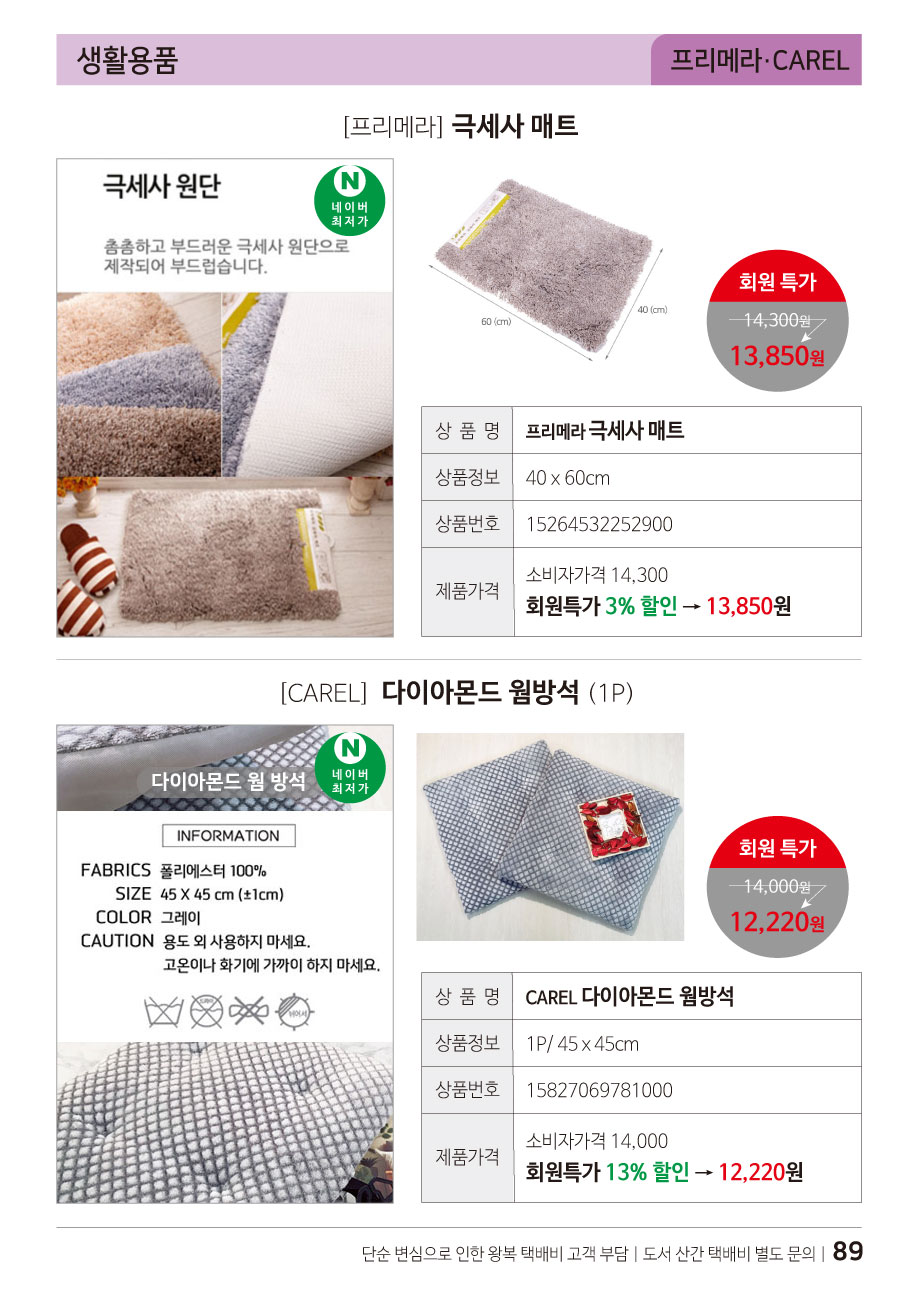 생활용품
프리메라·CAREL
[프리메라] 극세사 매트
극세사 원단
N
네이버
최저가
촘촘하고 부드러운 극세사 원단으로
제작되어 부드럽습니다.
60 (cm)
40 (cm)
회원 특가
14,300원
13,850원
상 품 명 프리메라 극세사 매트
상품정보 40 x 60cm
상품번호 15264532252900
제품가격 소비자가격 14,300
회원특가 3% 할인 → 13,850원
[CAREL] 다이아몬드 웜방석 (1P)
N
네이버
최저가
다이아몬드 웜 방석
INFORMATION
FABRICS 폴리에스터 100%
SIZE 45 X 45 cm (±1cm)
COLOR 그레이
CAUTION 용도 외 사용하지 마세요.
고온이나 화기에 가까이 하지 마세요.
회원 특가
14,000원
12,220원
상 품 명 CAREL 다이아몬드 웜방석
상품정보 1P/ 45 x 45cm
상품번호 15827069781000
제품가격 소비자가격 14,000
회원특가 13% 할인 → 12,220원
단순 변심으로 인한 왕복 택배비 고객 부담 | 도서 산간 택배비 별도 문의 | 89